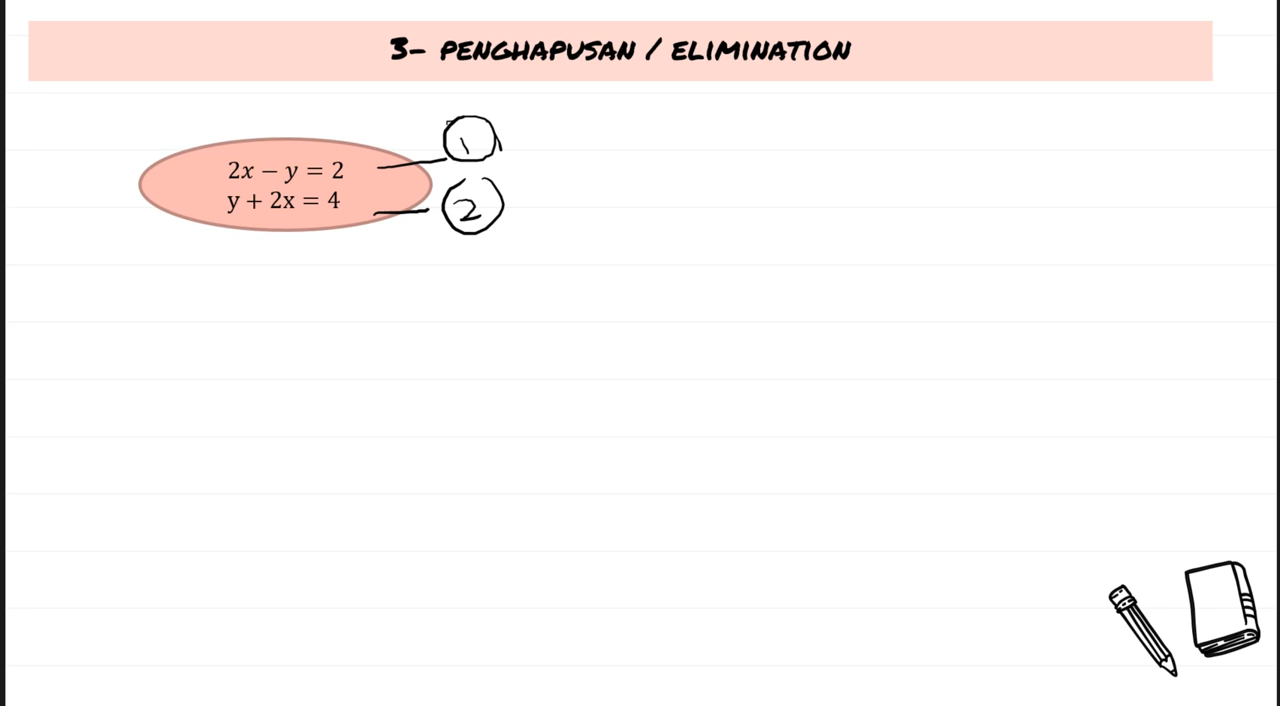 3- PENGHAPUSAN / ELIMINATION
2x − y = 2 1
y + 2x = 4 2